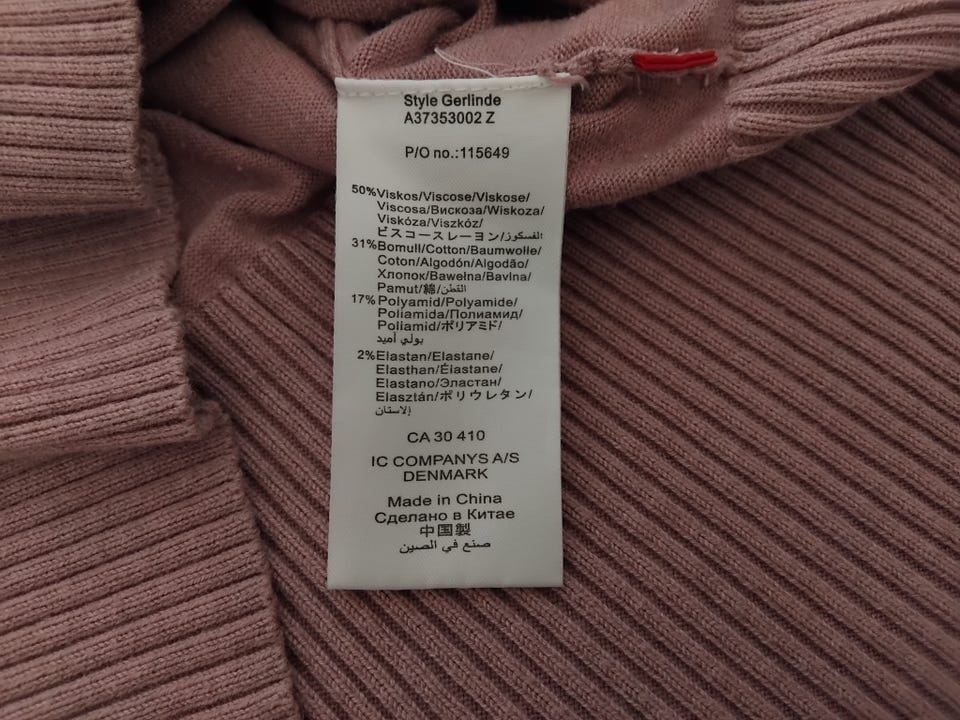 Style Gerlinde
A37353002 Z
P/O no.:115649
50%Viskos/Viscose/Viskose/
Viscosa/Вискоза/Wiskoza/
Viskóza/Viszkóz/
ビスコースレーヨン/الفسكوز/
31%Bomull/Cotton/Baumwolle/
Coton/Algodón/Algodão/
Хлопок/Bawełna/Bavlna/
Pamut/綿/القطن/
17%Polyamid/Polyamide/
Poliamida/Полиамид/
Poliamid/ポリアミド/
بولي أميد
2%Elastan/Elastane/
Elasthan/Élastane/
Elastano/Эластан/
Elasztán/ポリウレタン/
إلاستان/
CA 30 410
IC COMPANYS A/S
DENMARK
Made in China
Сделано в Китае
中国製
صنع في الصين